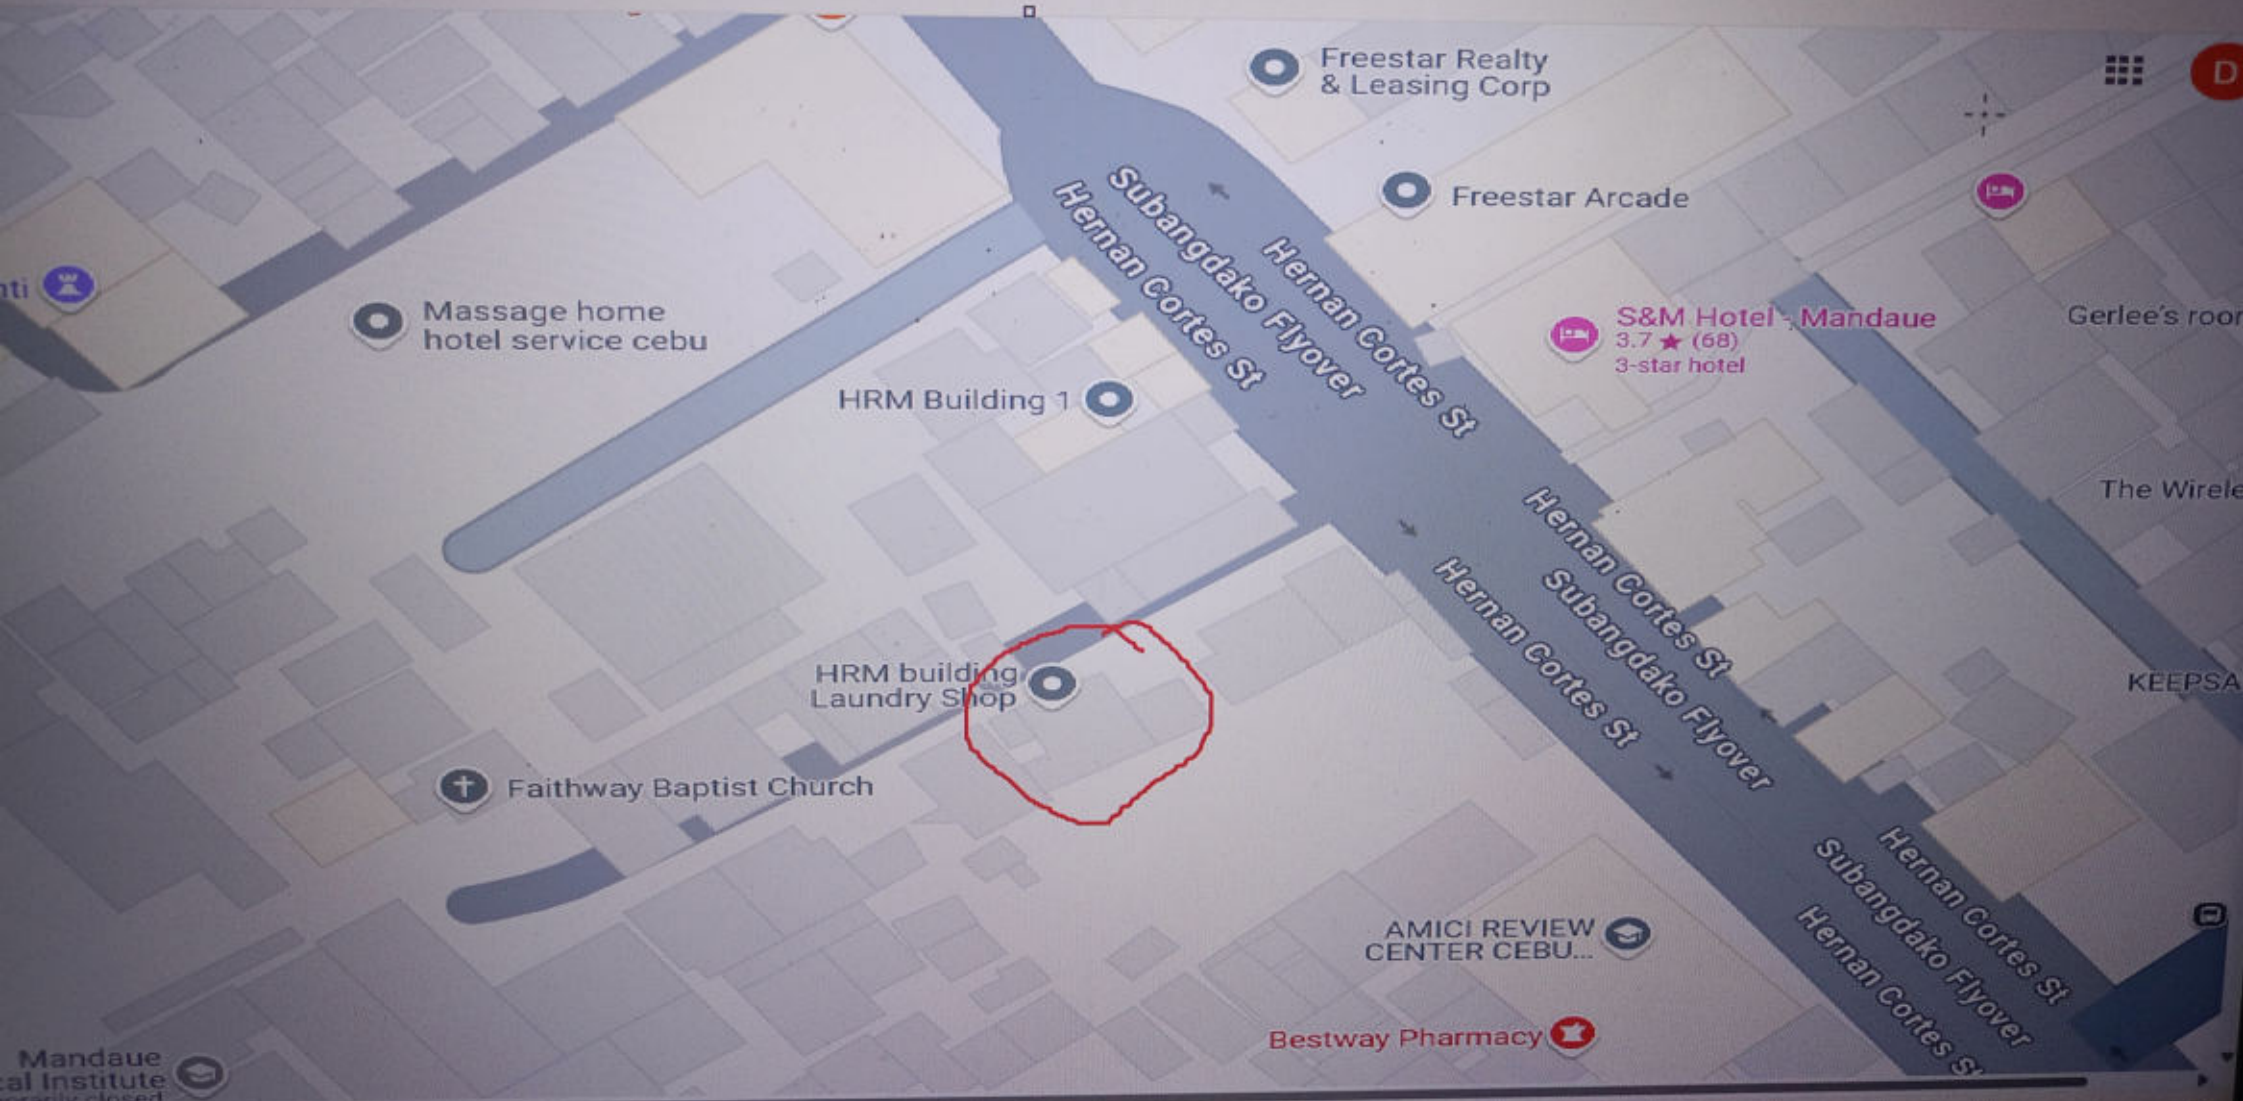 Freestar Realty
& Leasing Corp
D
Freestar Arcade
Subangdako Flyover
Hernan Cortes St
Hernan Cortes St
nti
Massage home
hotel service cebu
S&M Hotel - Mandaue
3.7 ★ (68)
3-star hotel
Gerlee's roor
HRM Building 1
The Wirele
Hernan Cortes St
Subangdako Flyover
Hernan Cortes St
HRM building
Laundry Shop
KEEPSA
Faithway Baptist Church
Hernan Cortes St
Subangdako Flyover
Hernan Cortes St
AMICI REVIEW
CENTER CEBU...
Bestway Pharmacy
Mandaue
cal Institute